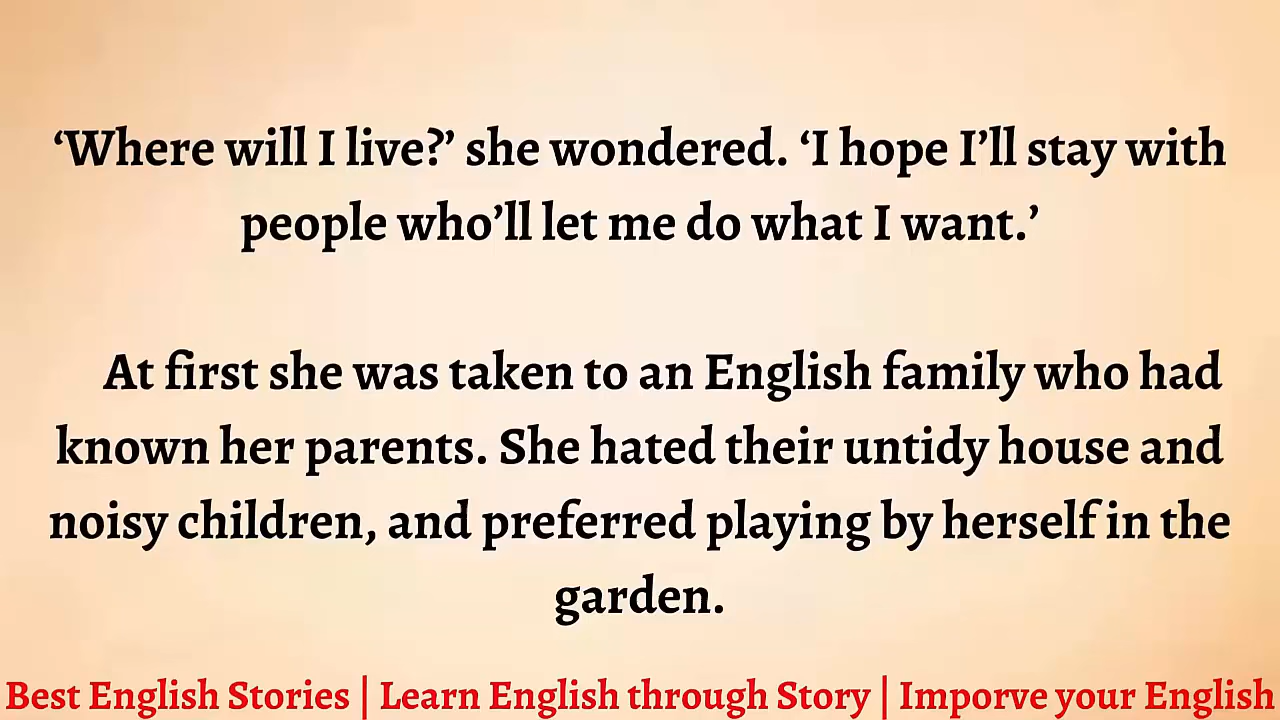 ‘Where will I live?’ she wondered. ‘I hope I’ll stay with
people who’ll let me do what I want.’
At first she was taken to an English family who had
known her parents. She hated their untidy house and
noisy children, and preferred playing by herself in the
garden.
Best English Stories | Learn English through Story | Imporve your English